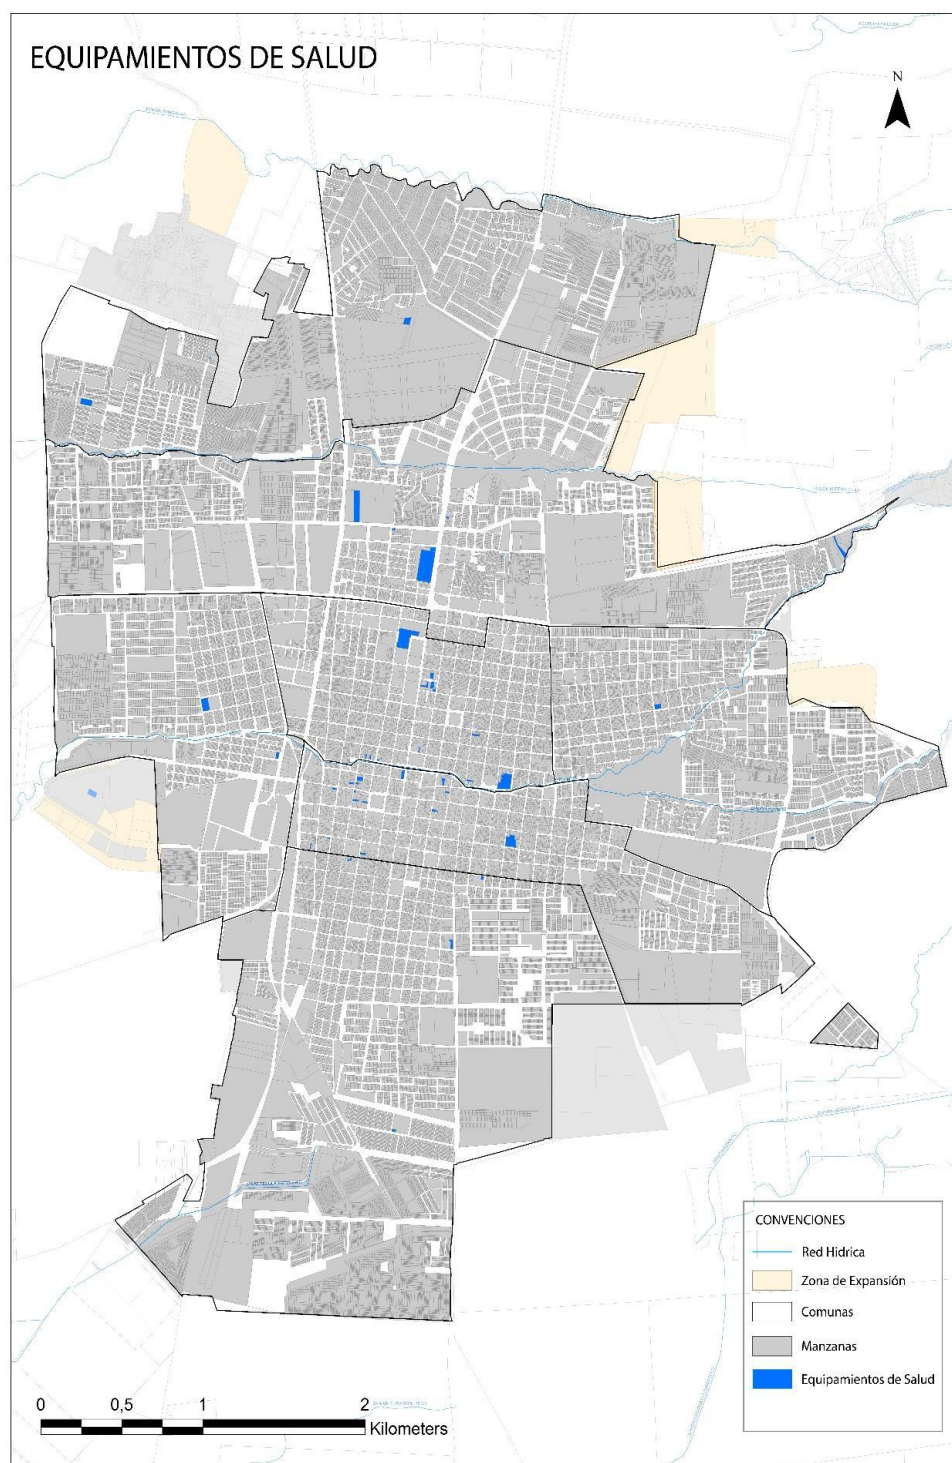 EQUIPAMIENTOS DE SALUD
N
CONVENCIONES
Red Hidrica
Zona de Expansión
Comunas
Manzanas
Equipamientos de Salud
0 0,5 1 2
Kilometers